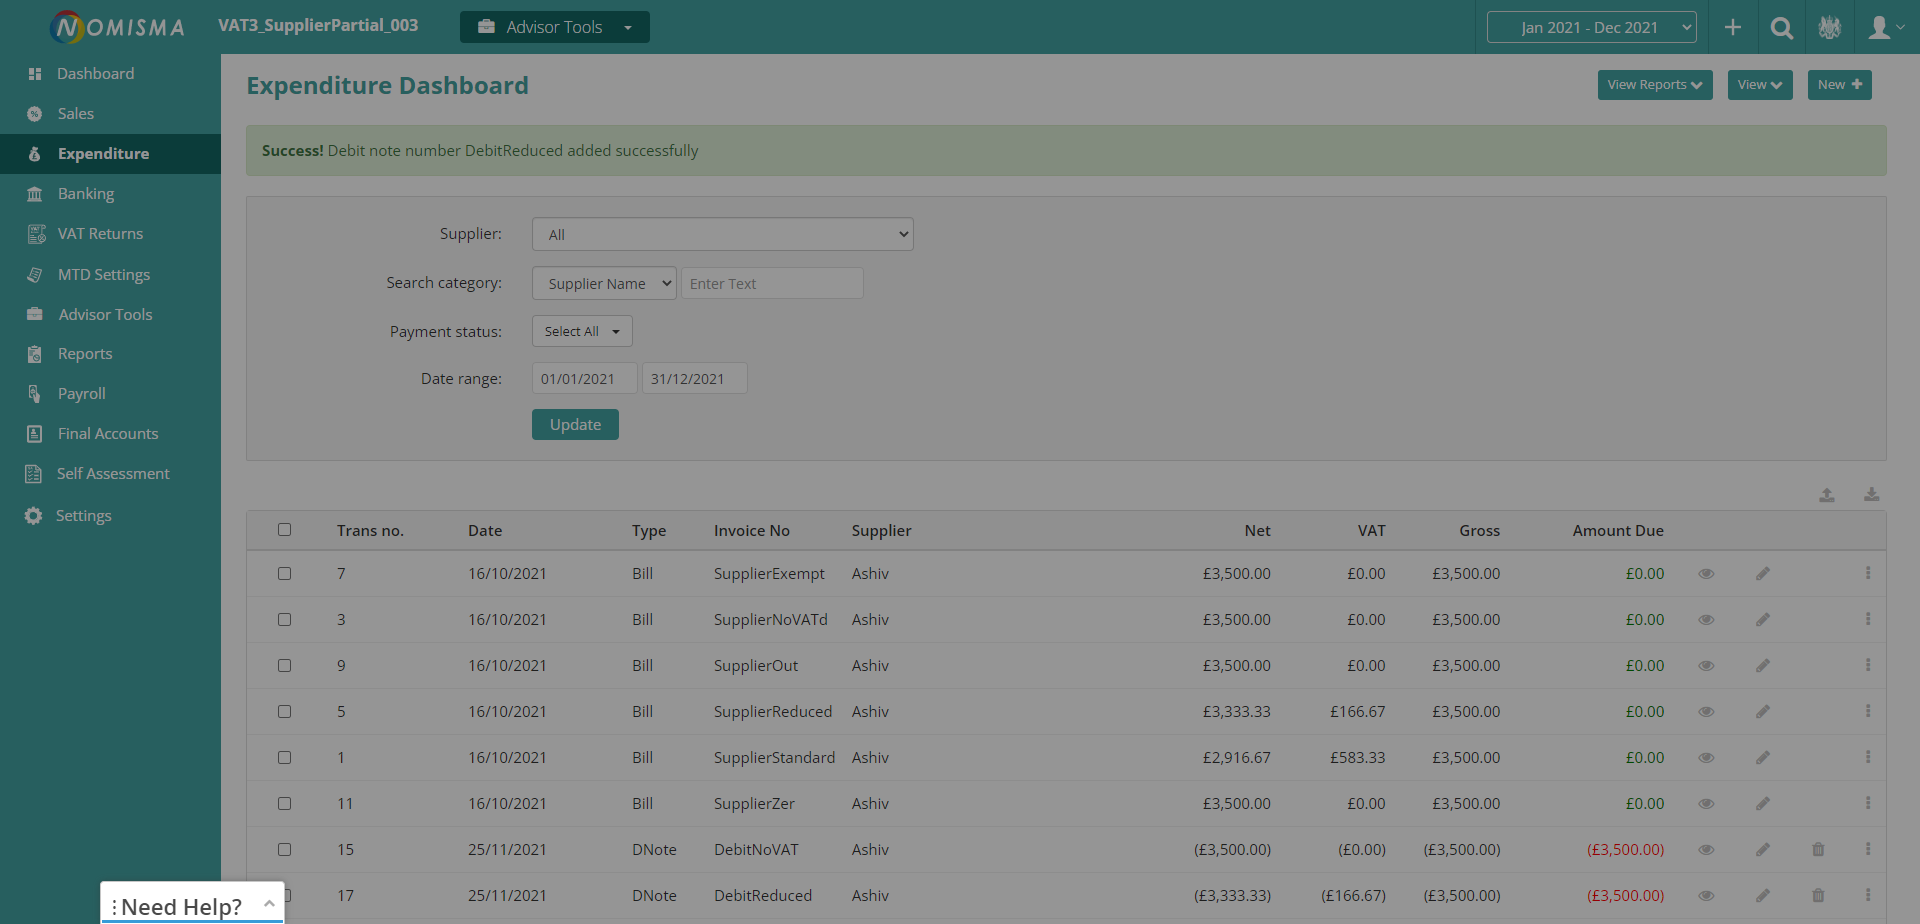 NOMISMA VAT3_SupplierPartial_003 Advisor Tools Jan 2021 - Dec 2021
Dashboard
Sales
Expenditure
Banking
VAT Returns
MTD Settings
Advisor Tools
Reports
Payroll
Final Accounts
Self Assessment
Settings
Expenditure Dashboard View Reports View New
Success! Debit note number DebitReduced added successfully
Supplier: All
Search category: Supplier Name Enter Text
Payment status: Select All
Date range: 01/01/2021 31/12/2021
Update
Trans no. Date Type Invoice No Supplier Net VAT Gross Amount Due
7 16/10/2021 Bill SupplierExempt Ashiv £3,500.00 £0.00 £3,500.00 £0.00
3 16/10/2021 Bill SupplierNoVATd Ashiv £3,500.00 £0.00 £3,500.00 £0.00
9 16/10/2021 Bill SupplierOut Ashiv £3,500.00 £0.00 £3,500.00 £0.00
5 16/10/2021 Bill SupplierReduced Ashiv £3,333.33 £166.67 £3,500.00 £0.00
1 16/10/2021 Bill SupplierStandard Ashiv £2,916.67 £583.33 £3,500.00 £0.00
11 16/10/2021 Bill SupplierZer Ashiv £3,500.00 £0.00 £3,500.00 £0.00
15 25/11/2021 DNote DebitNoVAT Ashiv (£3,500.00) (£0.00) (£3,500.00) (£3,500.00)
17 25/11/2021 DNote DebitReduced Ashiv (£3,333.33) (£166.67) (£3,500.00) (£3,500.00)
Need Help?